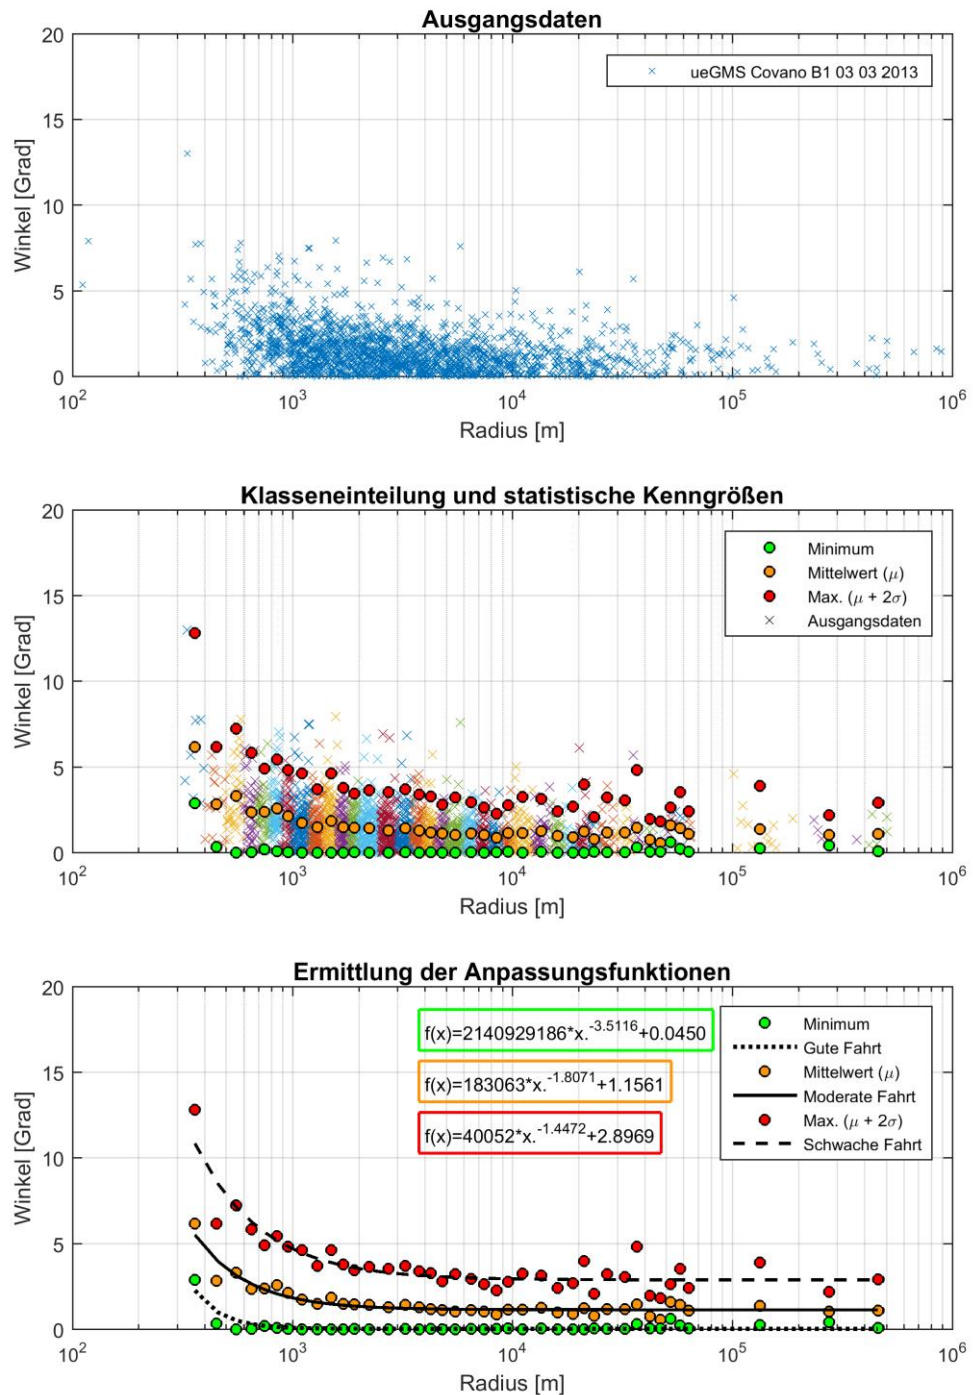 Ausgangsdaten
20
15
10
5
0
Winkel [Grad]
ueGMS Covano B1 03 03 2013
10^2
10^3
10^4
10^5
10^6
Radius [m]
Klasseneinteilung und statistische Kenngrößen
20
15
10
5
0
Winkel [Grad]
Minimum
Mittelwert (μ)
Max. (μ + 2σ)
Ausgangsdaten
10^2
10^3
10^4
10^5
10^6
Radius [m]
Ermittlung der Anpassungsfunktionen
20
15
10
5
0
Winkel [Grad]
f(x)=2140929186*x.^-3.5116+0.0450
f(x)=183063*x.^-1.8071+1.1561
f(x)=40052*x.^-1.4472+2.8969
Minimum
Gute Fahrt
Mittelwert (μ)
Moderate Fahrt
Max. (μ + 2σ)
Schwache Fahrt
10^2
10^3
10^4
10^5
10^6
Radius [m]